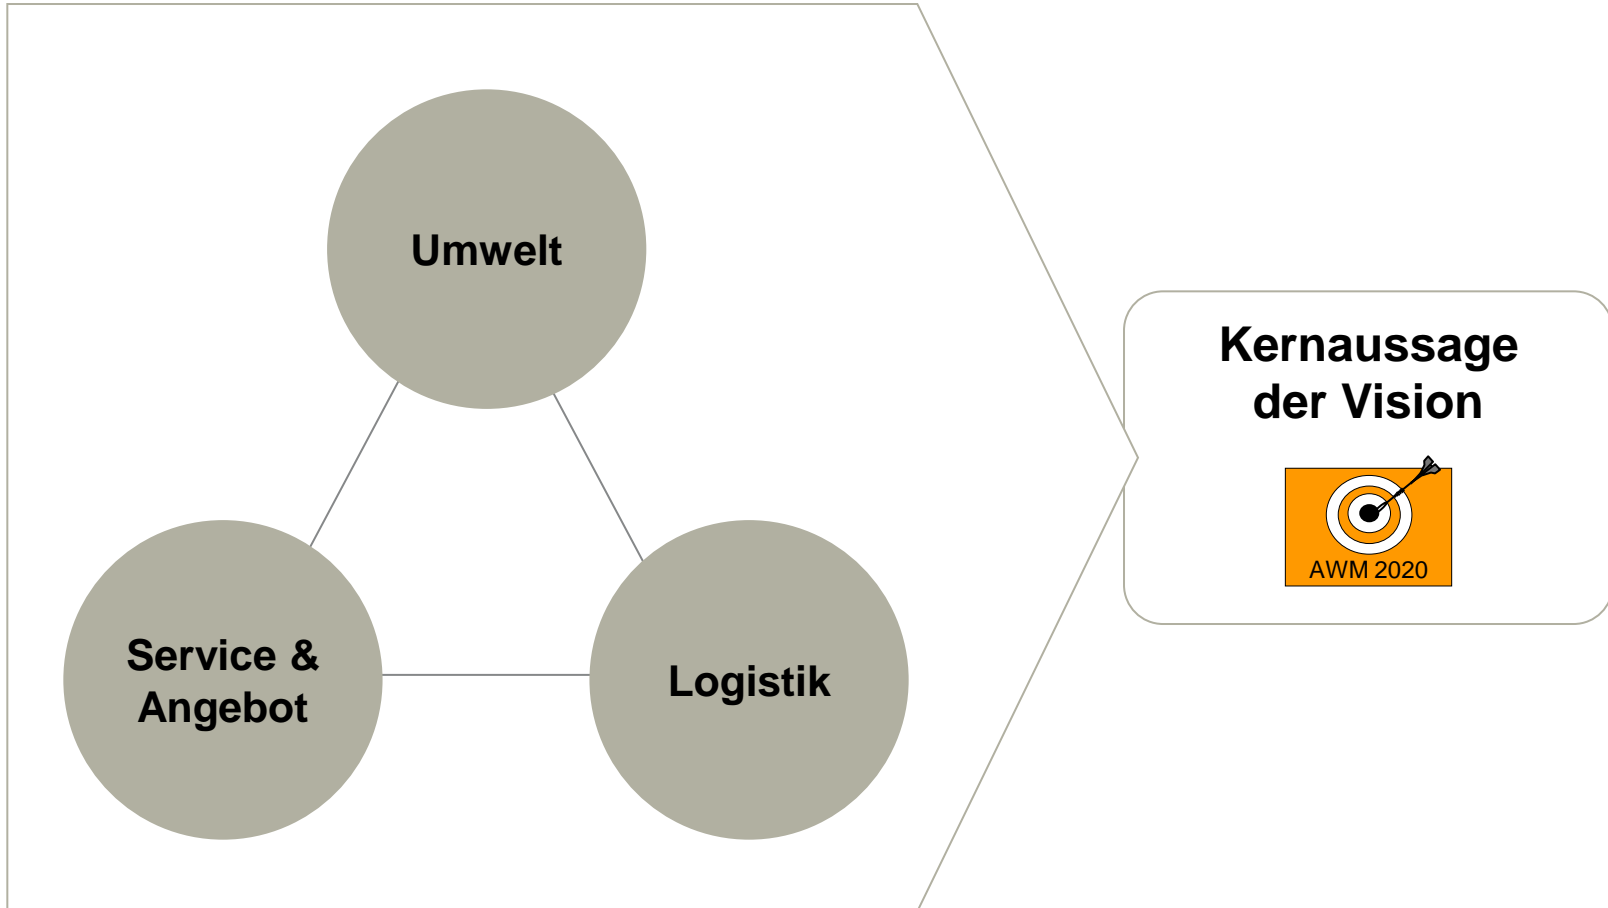 Umwelt
Service &
Angebot
Logistik
Kernaussage
der Vision
AWM 2020